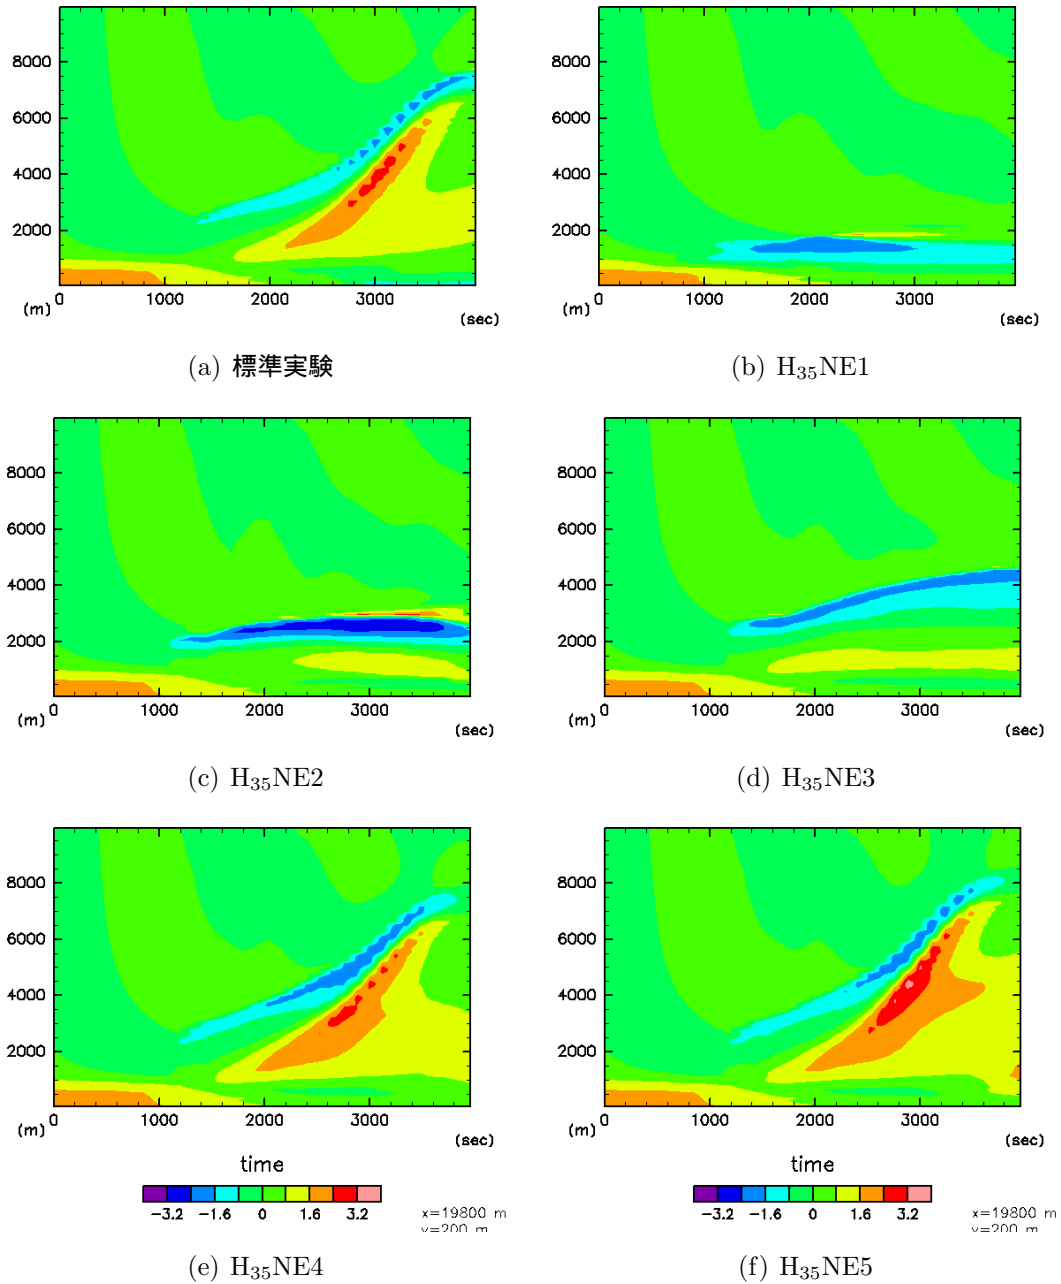 8000
6000
4000
2000
0 1000 2000 3000
(m)
(sec)
(a) 標準実験
8000
6000
4000
2000
0 1000 2000 3000
(m)
(sec)
(b) H₃₅NE1
8000
6000
4000
2000
0 1000 2000 3000
(m)
(sec)
(c) H₃₅NE2
8000
6000
4000
2000
0 1000 2000 3000
(m)
(sec)
(d) H₃₅NE3
8000
6000
4000
2000
0 1000 2000 3000
(m)
(sec)
time
−3.2 −1.6 0 1.6 3.2
x=19800 m
y=200 m
(e) H₃₅NE4
8000
6000
4000
2000
0 1000 2000 3000
(m)
(sec)
time
−3.2 −1.6 0 1.6 3.2
x=19800 m
y=200 m
(f) H₃₅NE5